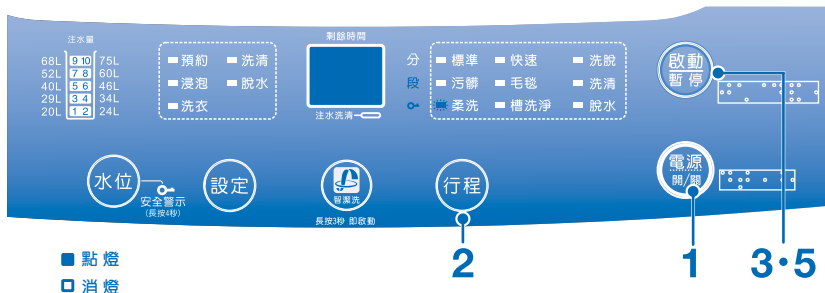 注水量
68L 9 10 75L
52L 7 8 60L
40L 5 6 46L
29L 3 4 34L
20L 1 2 24L
預約 洗清
浸泡 脫水
洗衣
剩餘時間
注水洗清
分 標準 快速 洗脫
段 污髒 毛毯 洗清
柔洗 槽洗淨 脫水
啟動
暫停
水位
安全警示
(長按4秒)
設定
智潔洗
長按3秒 即啟動
行程
電源
開/關
2
1
3・5
點燈
消燈